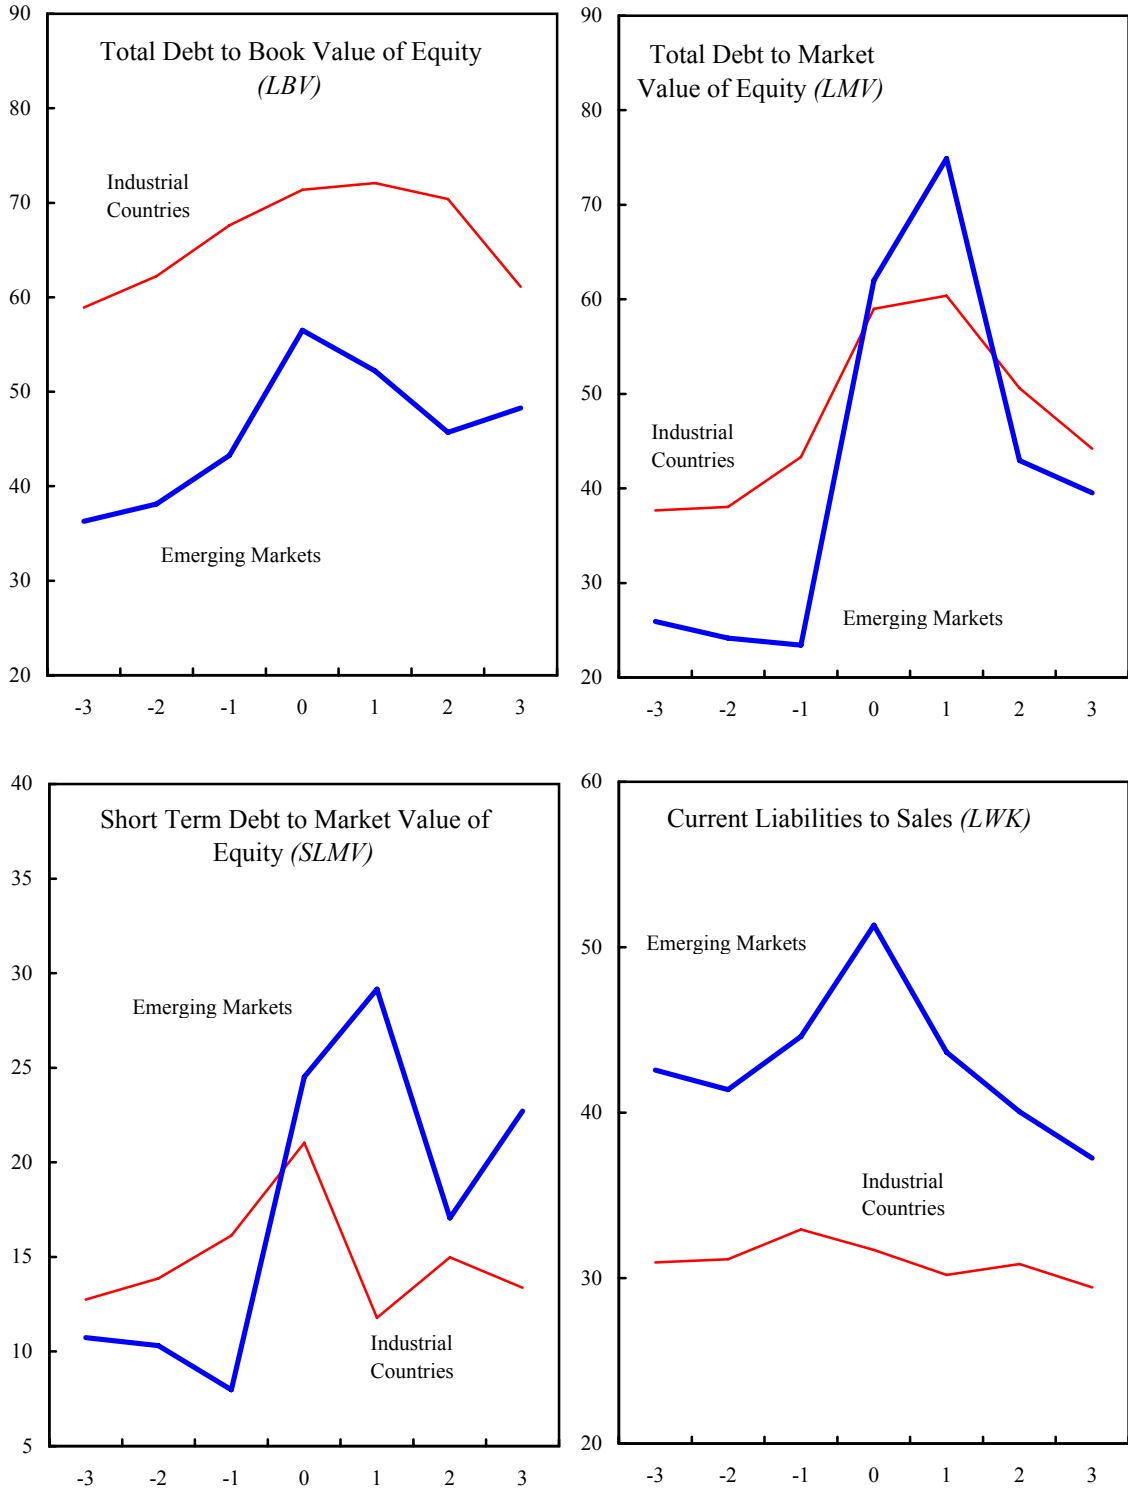 Total Debt to Book Value of Equity
(LBV)
90
80
70
60
50
40
30
20
Industrial
Countries
Emerging Markets
-3 -2 -1 0 1 2 3
Total Debt to Market
Value of Equity (LMV)
90
80
70
60
50
40
30
20
Industrial
Countries
Emerging Markets
-3 -2 -1 0 1 2 3
Short Term Debt to Market Value of
Equity (SLMV)
40
35
30
25
20
15
10
5
Emerging Markets
Industrial
Countries
-3 -2 -1 0 1 2 3
Current Liabilities to Sales (LWK)
60
50
40
30
20
Emerging Markets
Industrial
Countries
-3 -2 -1 0 1 2 3